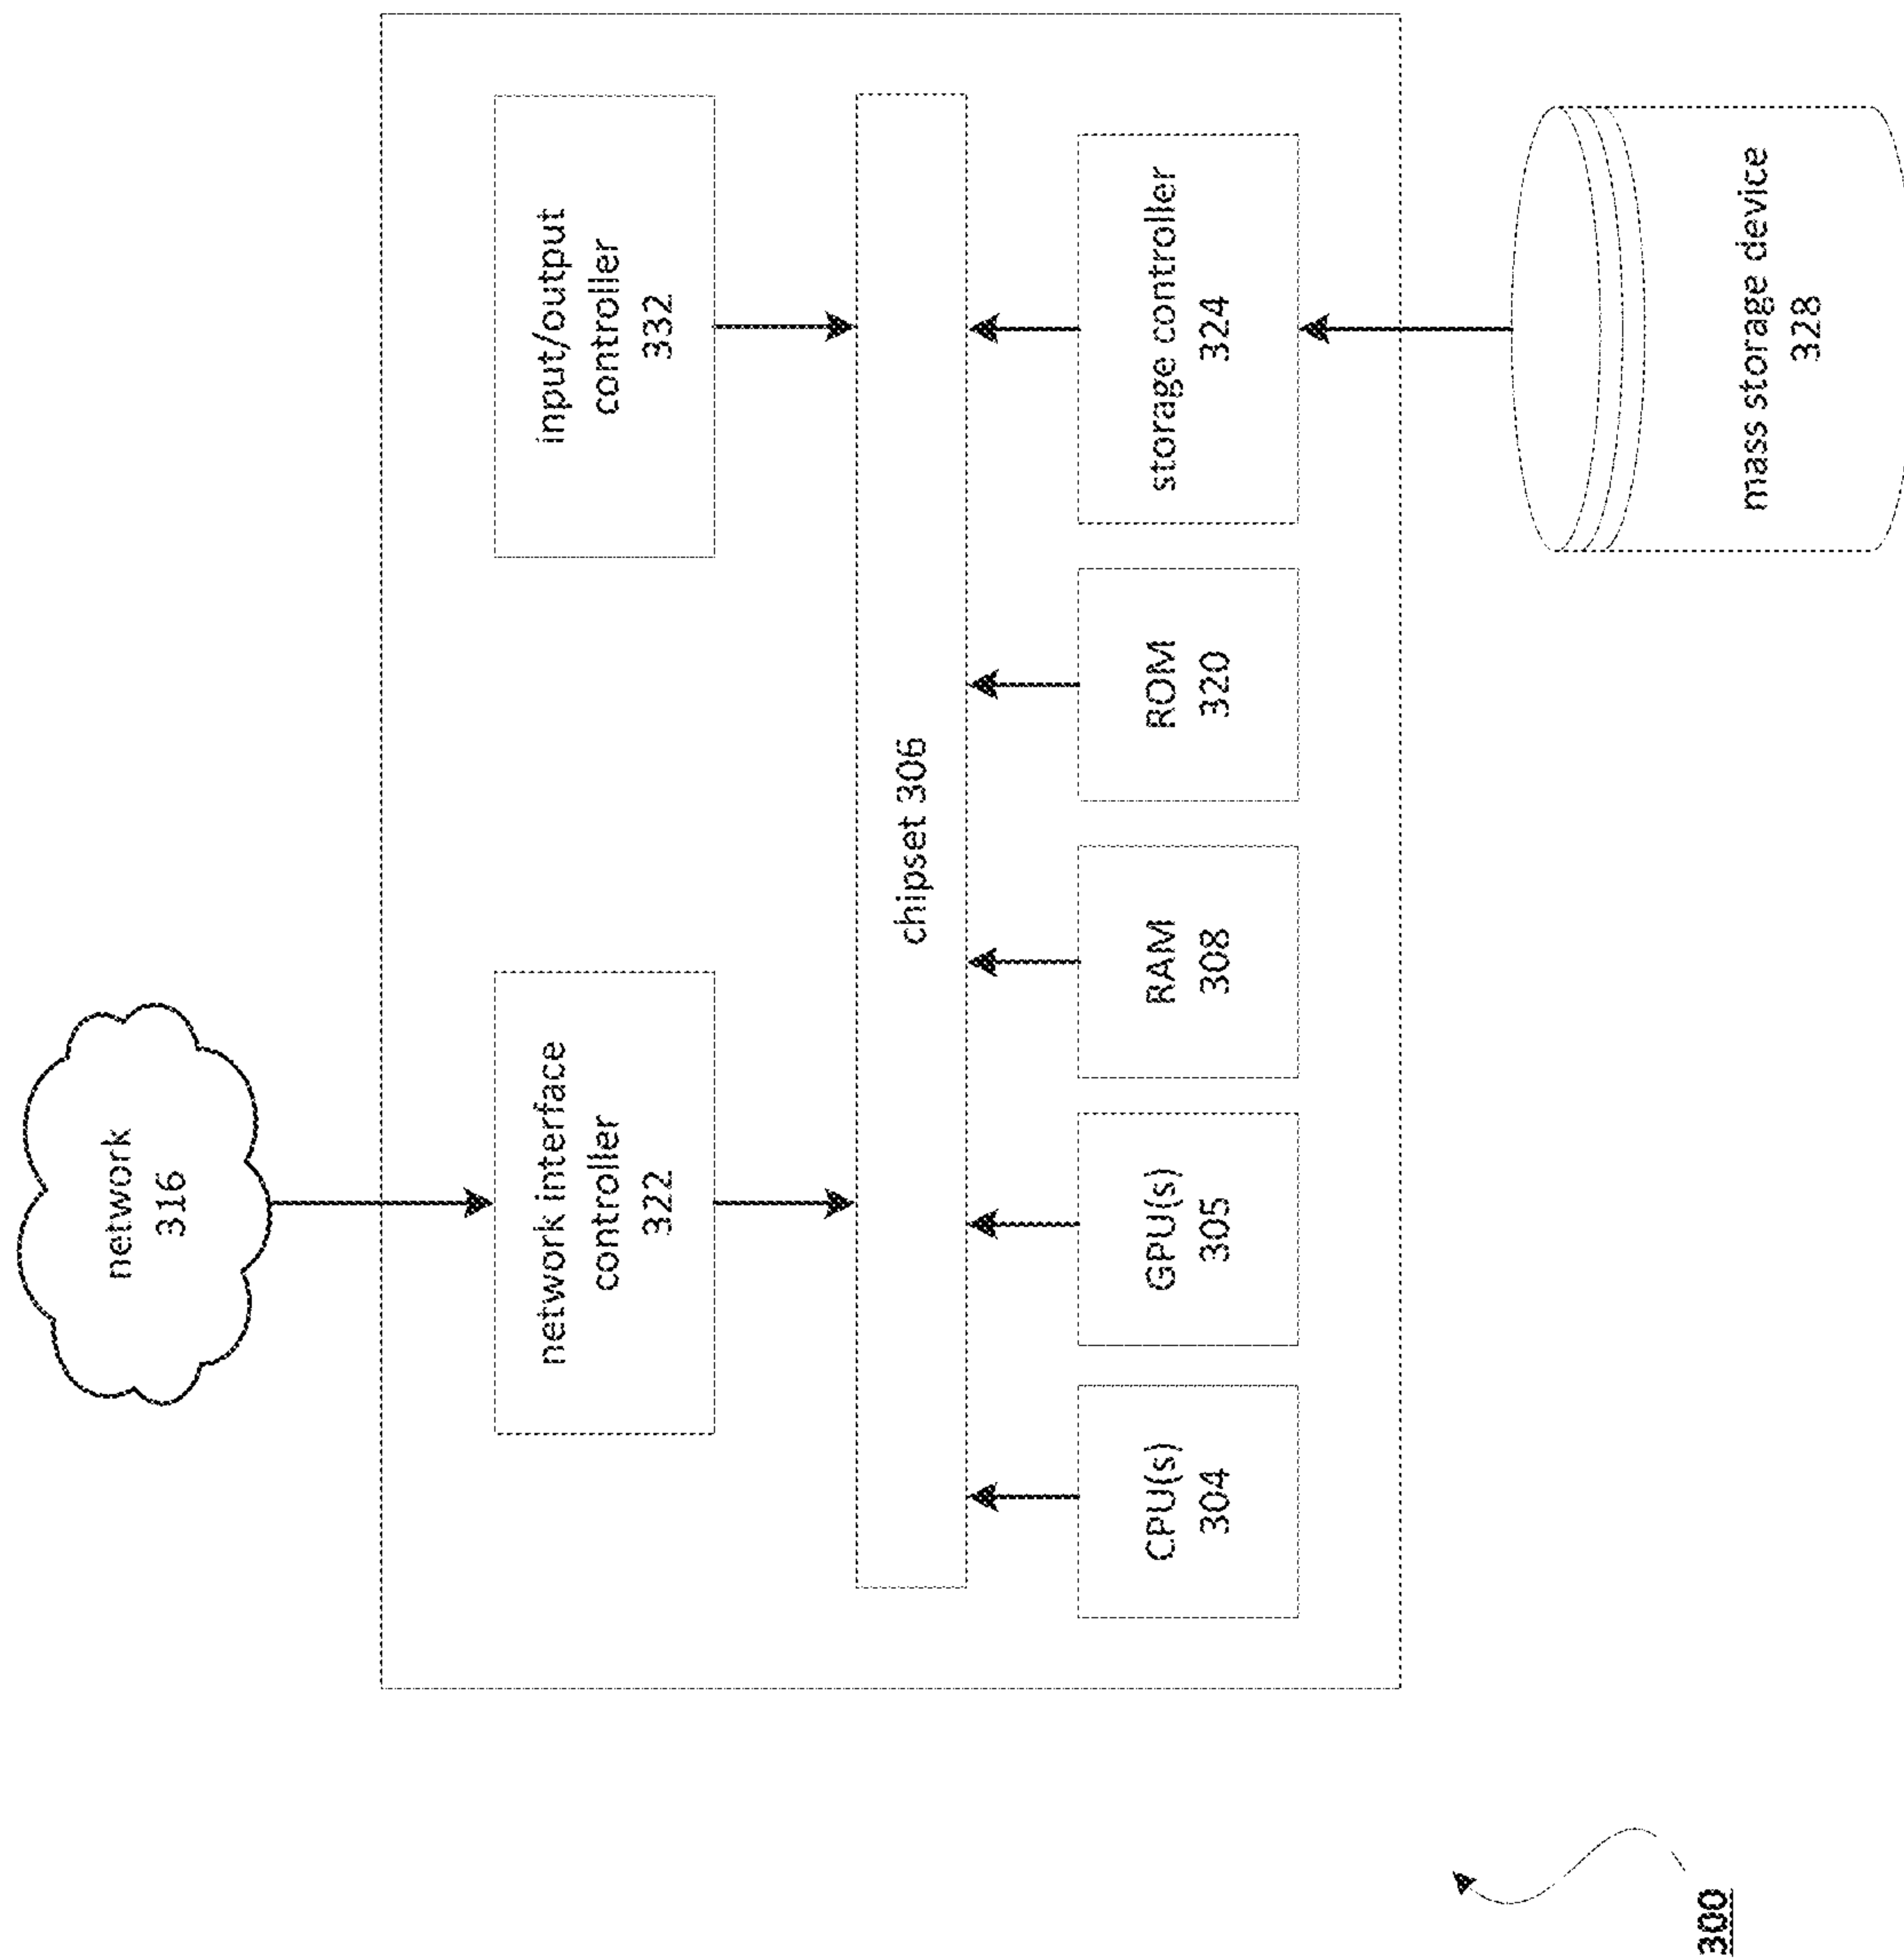 network
316
network interface
controller
322
input/output
controller
332
chipset 306
CPU(s)
304
GPU(s)
305
RAM
308
ROM
320
storage controller
324
mass storage device
328
300